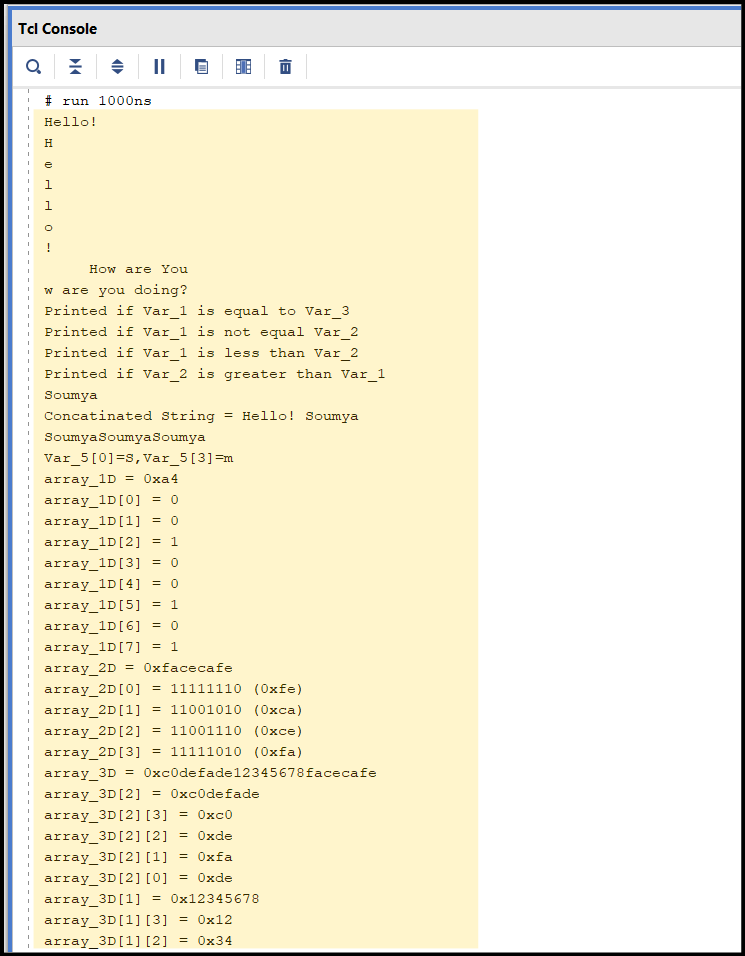 Tcl Console
# run 1000ns
Hello!
H
e
l
l
o
!
     How are You
w are you doing?
Printed if Var_1 is equal to Var_3
Printed if Var_1 is not equal Var_2
Printed if Var_1 is less than Var_2
Printed if Var_2 is greater than Var_1
Soumya
Concatinated String = Hello! Soumya
SoumyaSoumyaSoumya
Var_5[0]=S,Var_5[3]=m
array_1D = 0xa4
array_1D[0] = 0
array_1D[1] = 0
array_1D[2] = 1
array_1D[3] = 0
array_1D[4] = 0
array_1D[5] = 1
array_1D[6] = 0
array_1D[7] = 1
array_2D = 0xfacecafe
array_2D[0] = 11111110 (0xfe)
array_2D[1] = 11001010 (0xca)
array_2D[2] = 11001110 (0xce)
array_2D[3] = 11111010 (0xfa)
array_3D = 0xc0defade12345678facecafe
array_3D[2] = 0xc0defade
array_3D[2][3] = 0xc0
array_3D[2][2] = 0xde
array_3D[2][1] = 0xfa
array_3D[2][0] = 0xde
array_3D[1] = 0x12345678
array_3D[1][3] = 0x12
array_3D[1][2] = 0x34